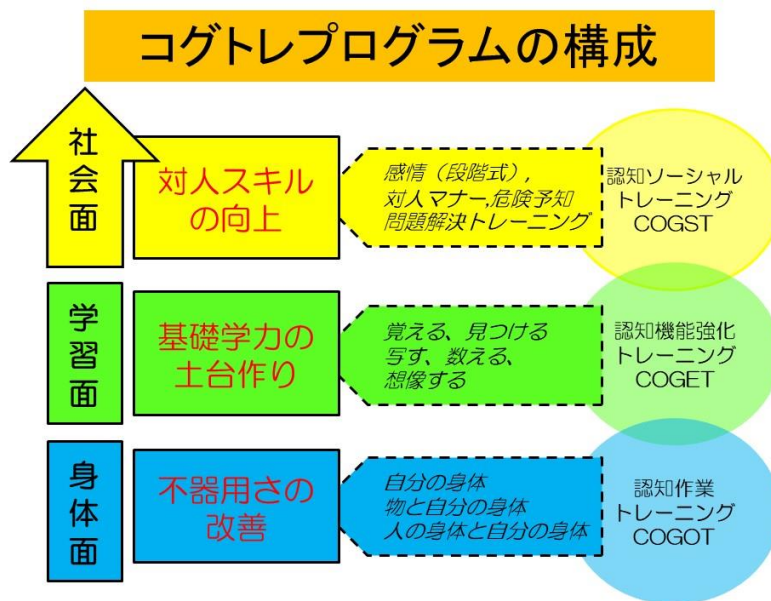 コグトレプログラムの構成
社会面
対人スキル
の向上
感情（段階式）,
対人マナー,危険予知
問題解決トレーニング
認知ソーシャル
トレーニング
COGST
学習面
基礎学力の
土台作り
覚える、見つける
写す、数える、
想像する
認知機能強化
トレーニング
COGET
身体面
不器用さの
改善
自分の身体
物と自分の身体
人の身体と自分の身体
認知作業
トレーニング
COGOT